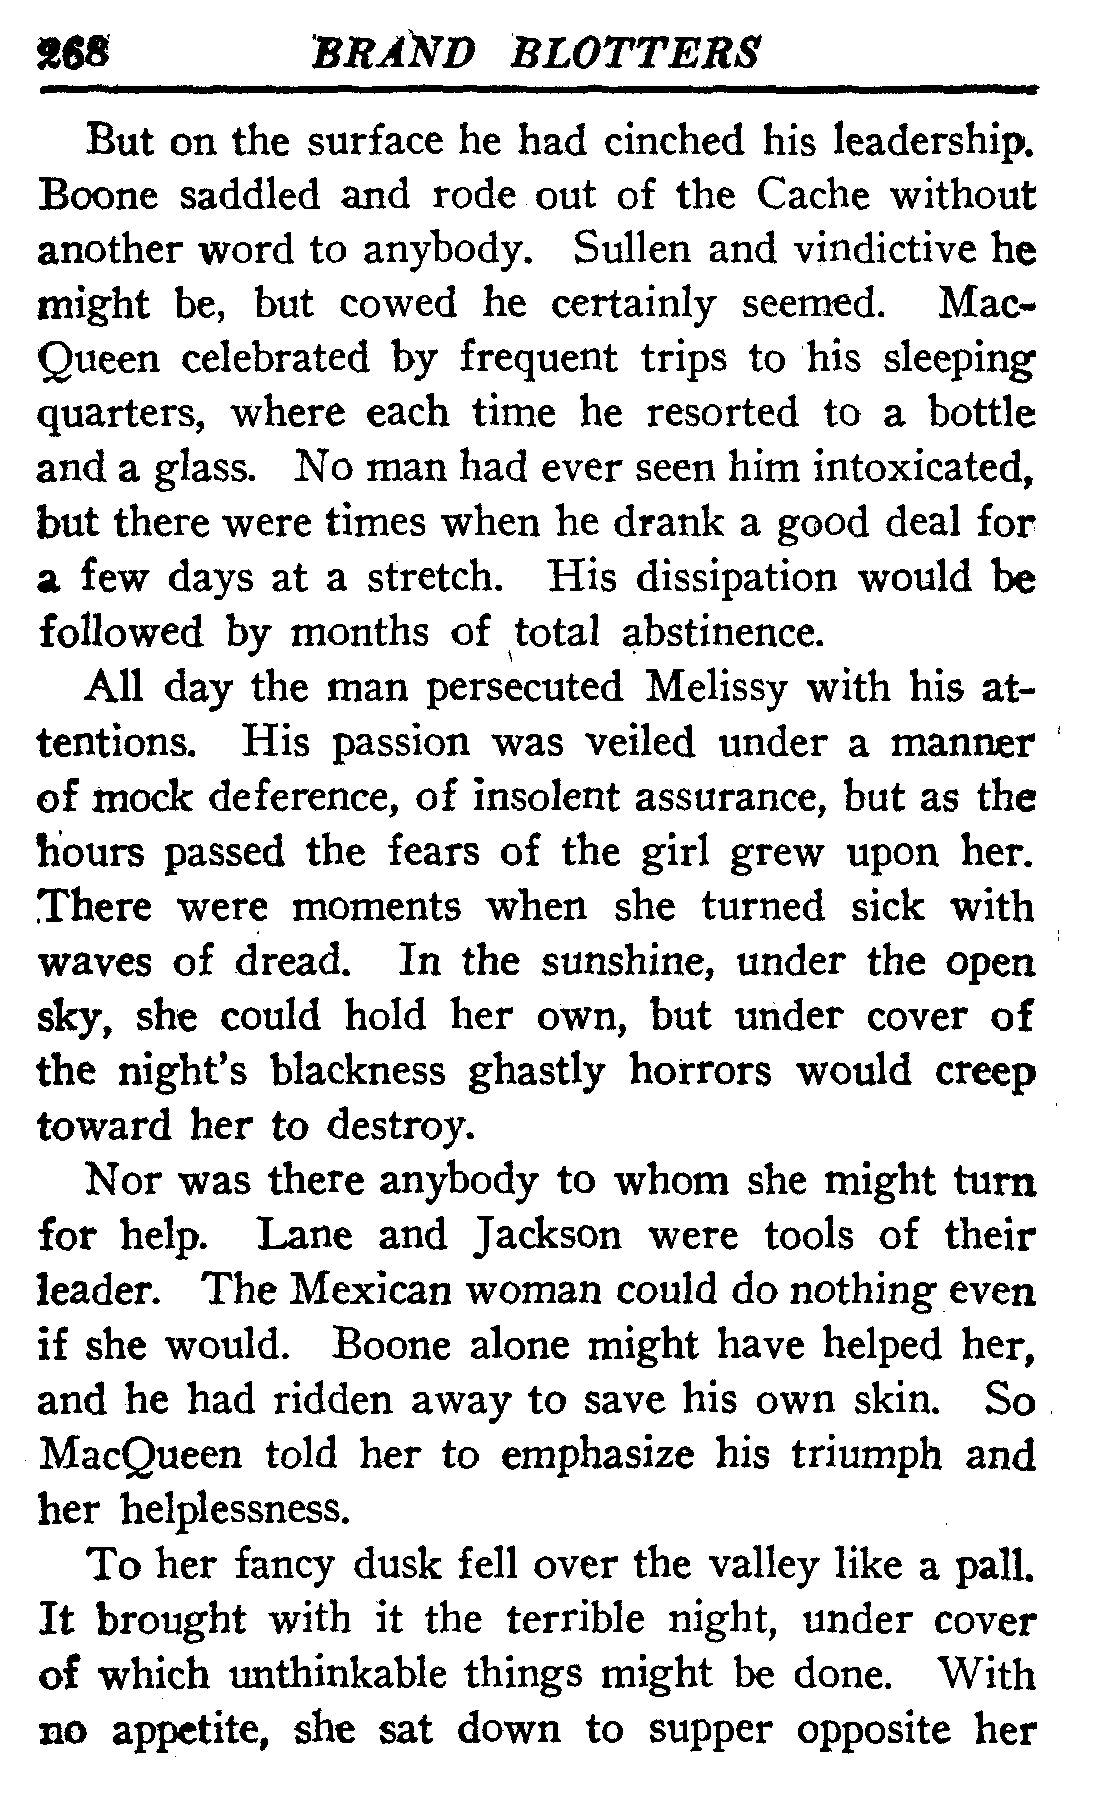 268 BRAND BLOTTERS
But on the surface he had cinched his leadership.
Boone saddled and rode out of the Cache without
another word to anybody. Sullen and vindictive he
might be, but cowed he certainly seemed. Mac-
Queen celebrated by frequent trips to his sleeping
quarters, where each time he resorted to a bottle
and a glass. No man had ever seen him intoxicated,
but there were times when he drank a good deal for
a few days at a stretch. His dissipation would be
followed by months of total abstinence.
All day the man persecuted Melissy with his at-
tentions. His passion was veiled under a manner
of mock deference, of insolent assurance, but as the
hours passed the fears of the girl grew upon her.
There were moments when she turned sick with
waves of dread. In the sunshine, under the open
sky, she could hold her own, but under cover of
the night's blackness ghastly horrors would creep
toward her to destroy.
Nor was there anybody to whom she might turn
for help. Lane and Jackson were tools of their
leader. The Mexican woman could do nothing even
if she would. Boone alone might have helped her,
and he had ridden away to save his own skin. So
MacQueen told her to emphasize his triumph and
her helplessness.
To her fancy dusk fell over the valley like a pall.
It brought with it the terrible night, under cover
of which unthinkable things might be done. With
no appetite, she sat down to supper opposite her